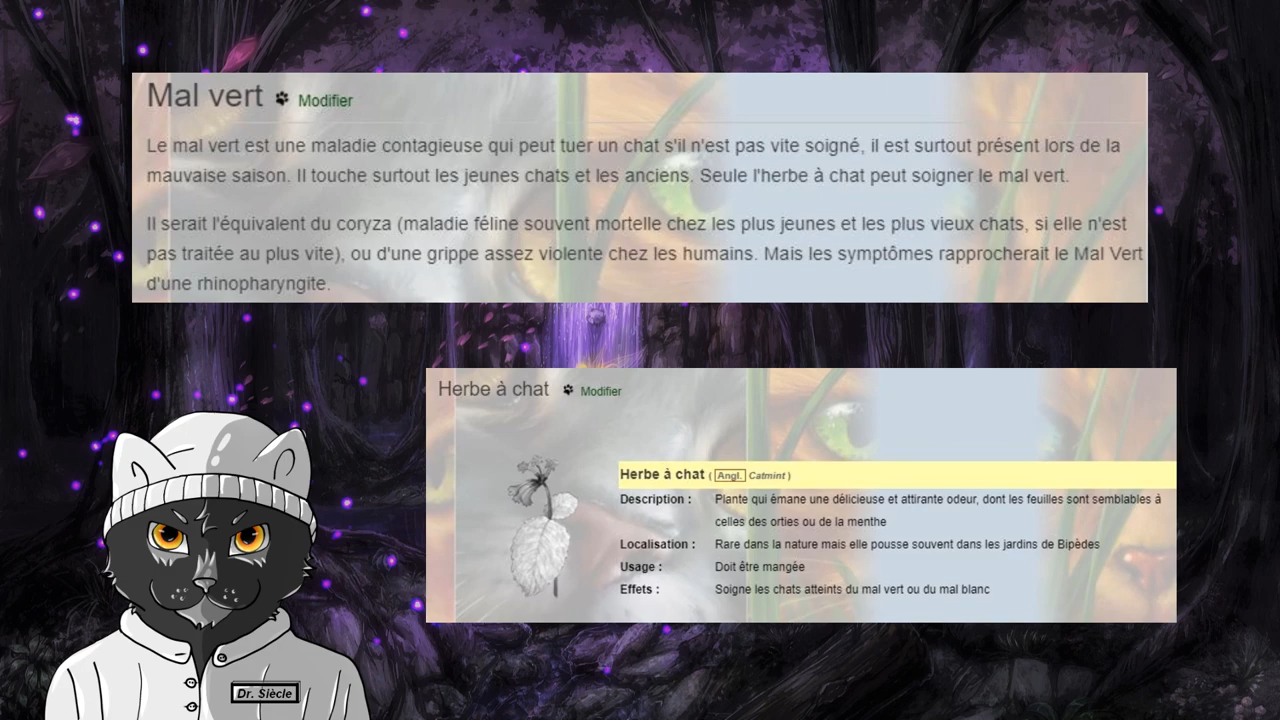 Mal vert Modifier
Le mal vert est une maladie contagieuse qui peut tuer un chat s'il n'est pas vite soigné, il est surtout présent lors de la
mauvaise saison. Il touche surtout les jeunes chats et les anciens. Seule l'herbe à chat peut soigner le mal vert.
Il serait l'équivalent du coryza (maladie féline souvent mortelle chez les plus jeunes et les plus vieux chats, si elle n'est
pas traitée au plus vite), ou d'une grippe assez violente chez les humains. Mais les symptômes rapprocherait le Mal Vert
d'une rhinopharyngite.
Herbe à chat Modifier
Herbe à chat ( Angl. Catmint )
Description : Plante qui émane une délicieuse et attirante odeur, dont les feuilles sont semblables à
celles des orties ou de la menthe
Localisation : Rare dans la nature mais elle pousse souvent dans les jardins de Bipèdes
Usage : Doit être mangée
Effets : Soigne les chats atteints du mal vert ou du mal blanc
Dr. Siècle